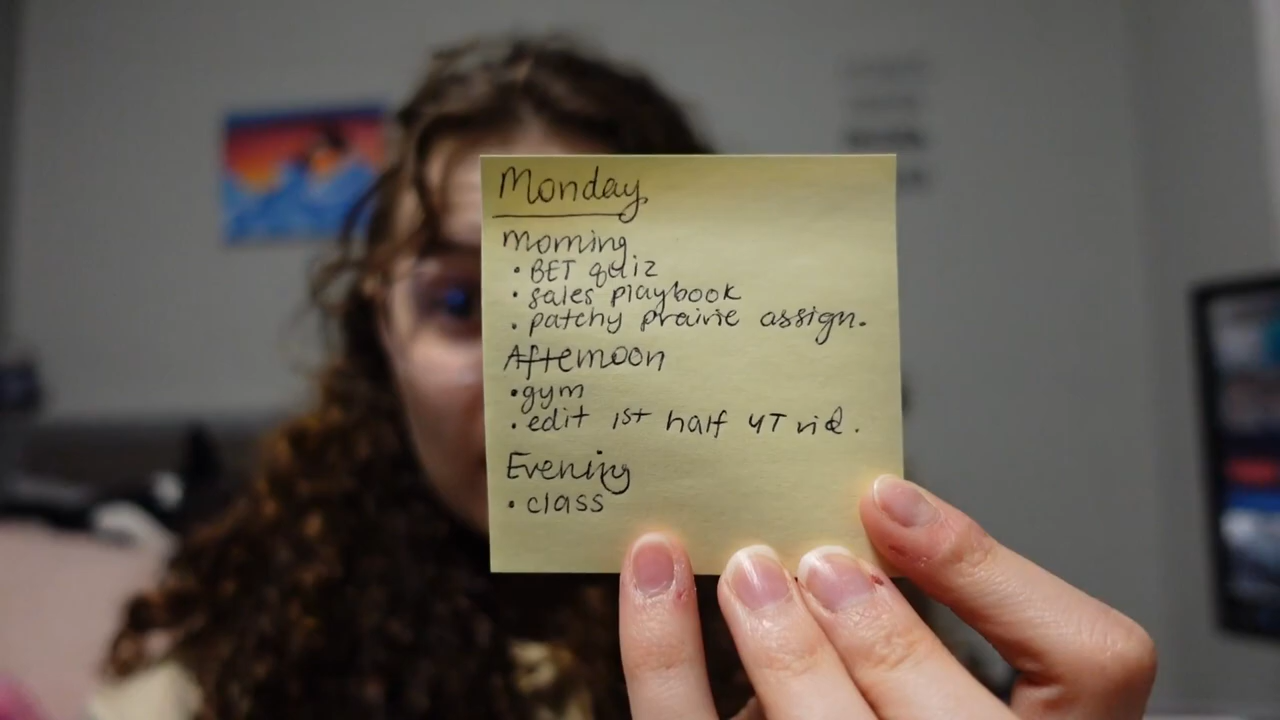 Monday
Morning
• BET quiz
• sales playbook
• patchy prairie assign.
Afternoon
• gym
• edit 1st half YT vid.
Evening
• class